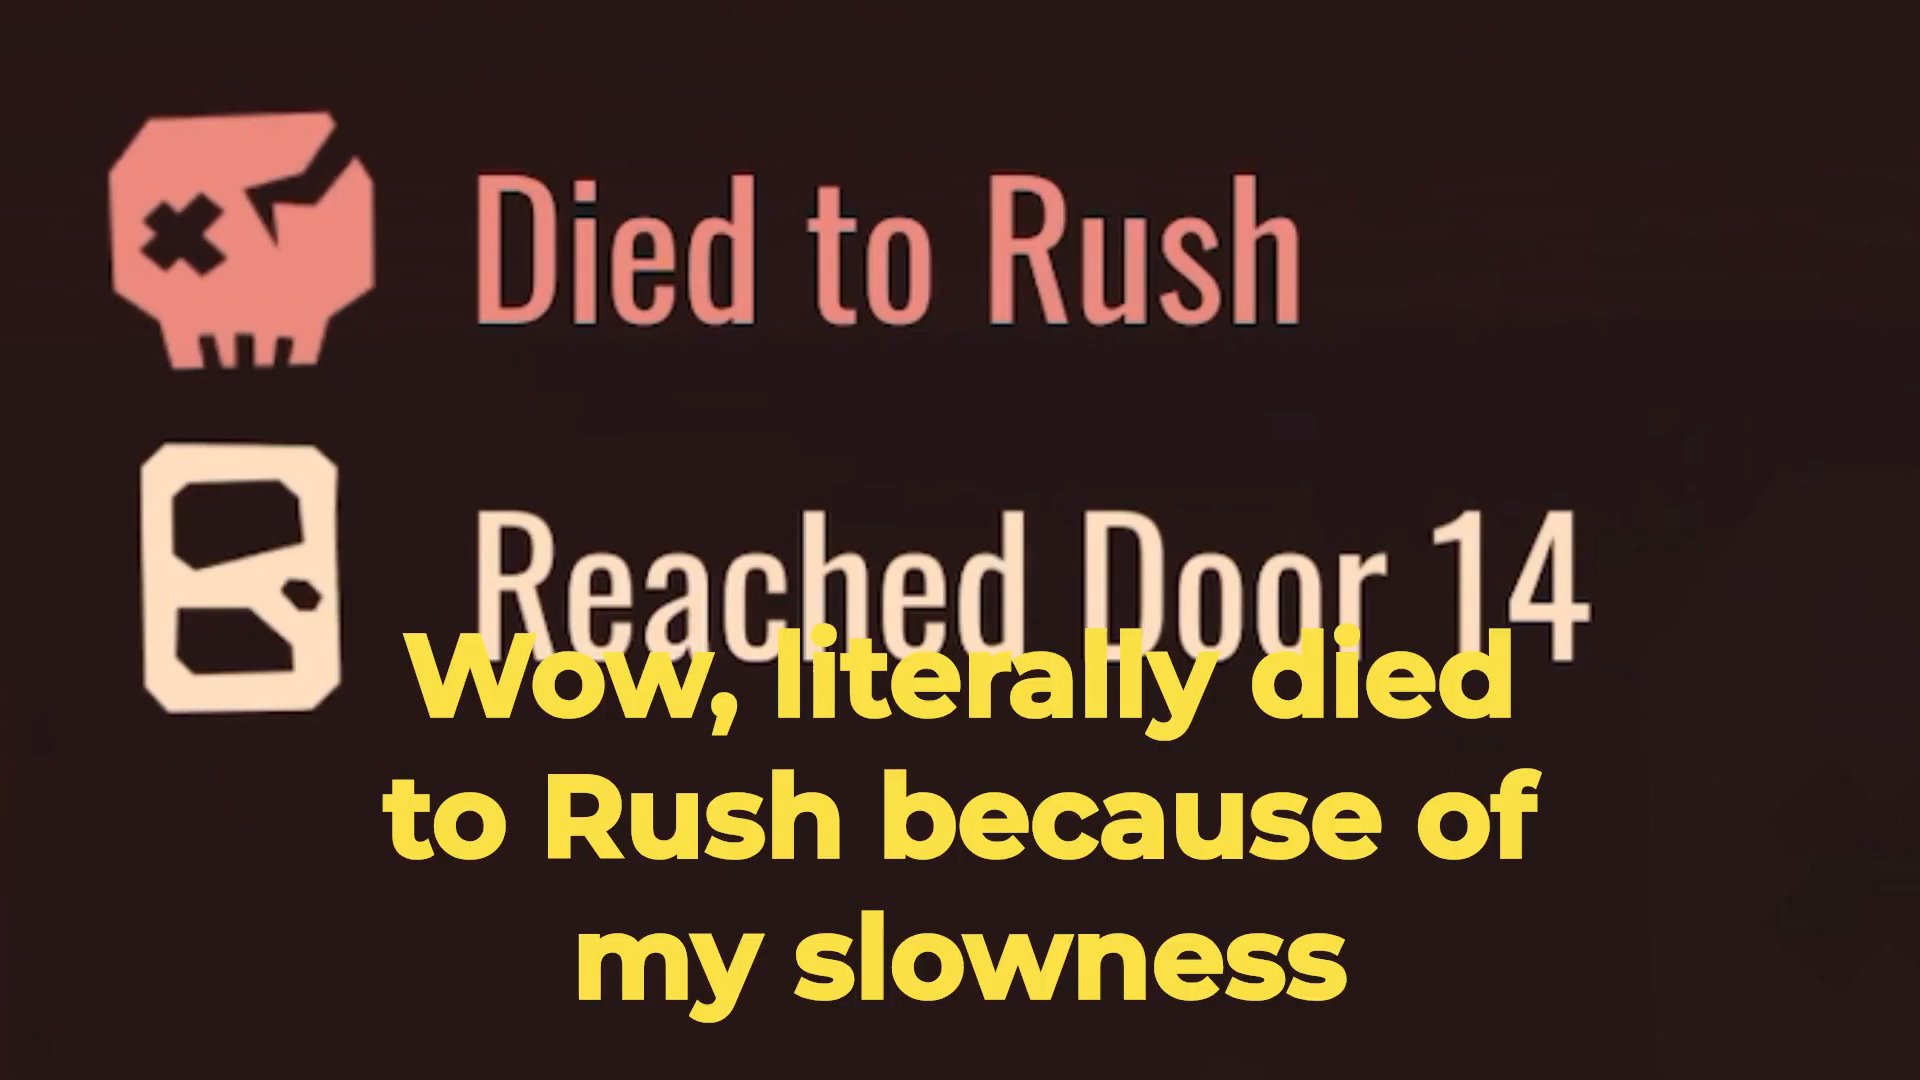 Died to Rush
Reached Door 14
Wow, literally died
to Rush because of
my slowness